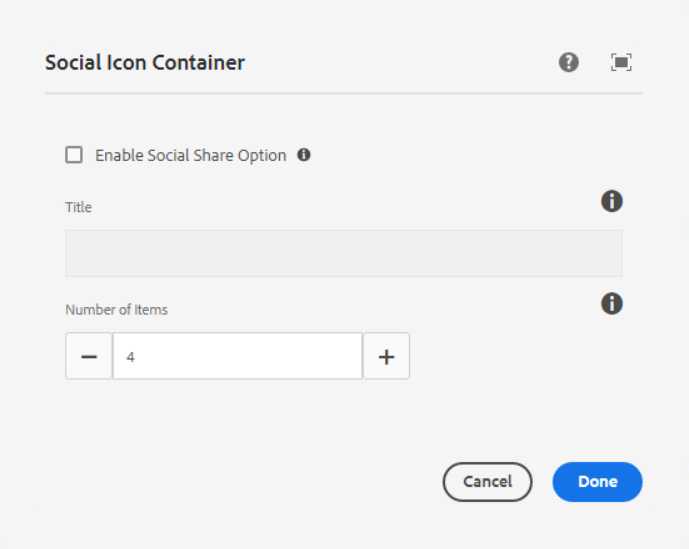 Social Icon Container
Enable Social Share Option
Title
Number of Items
4
Cancel
Done